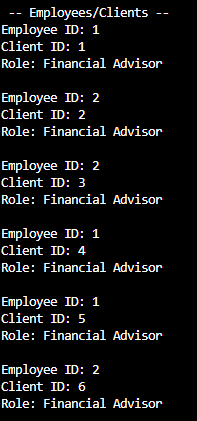 -- Employees/Clients --
Employee ID: 1
Client ID: 1
Role: Financial Advisor
Employee ID: 2
Client ID: 2
Role: Financial Advisor
Employee ID: 2
Client ID: 3
Role: Financial Advisor
Employee ID: 1
Client ID: 4
Role: Financial Advisor
Employee ID: 1
Client ID: 5
Role: Financial Advisor
Employee ID: 2
Client ID: 6
Role: Financial Advisor